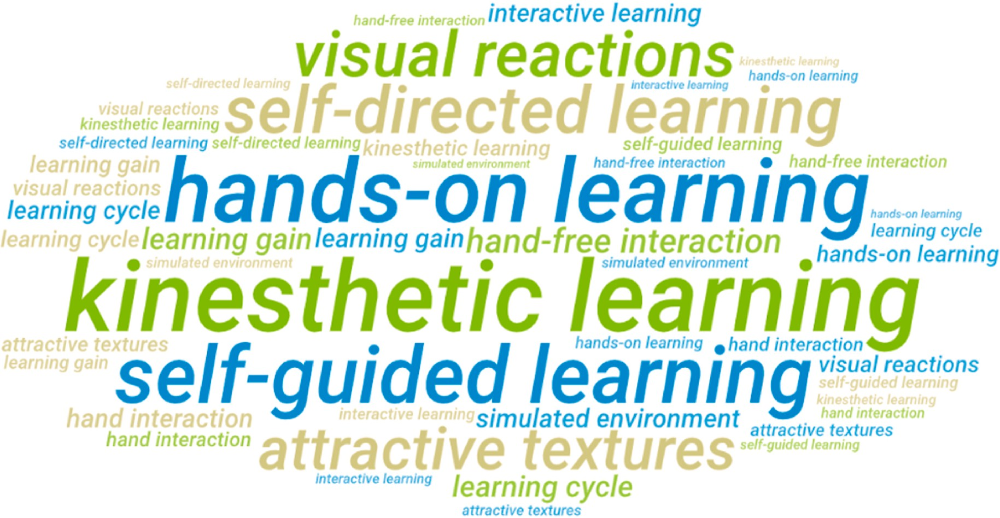 interactive learning
hand-free interaction
visual reactions
kinesthetic learning
hands-on learning
self-directed learning
interactive learning
visual reactions
self-directed learning
kinesthetic learning
self-directed learning
self-directed learning
kinesthetic learning
self-guided learning
learning gain
simulated environment
hand-free interaction
hand-free interaction
visual reactions
hands-on learning
learning cycle
hands-on learning
learning cycle
learning cycle
learning gain
learning gain
hand-free interaction
hands-on learning
simulated environment
simulated environment
kinesthetic learning
attractive textures
hands-on learning
hand interaction
learning gain
self-guided learning
visual reactions
self-guided learning
kinesthetic learning
hand interaction
interactive learning
simulated environment
hand interaction
attractive textures
hand interaction
attractive textures
self-guided learning
interactive learning
learning cycle
attractive textures